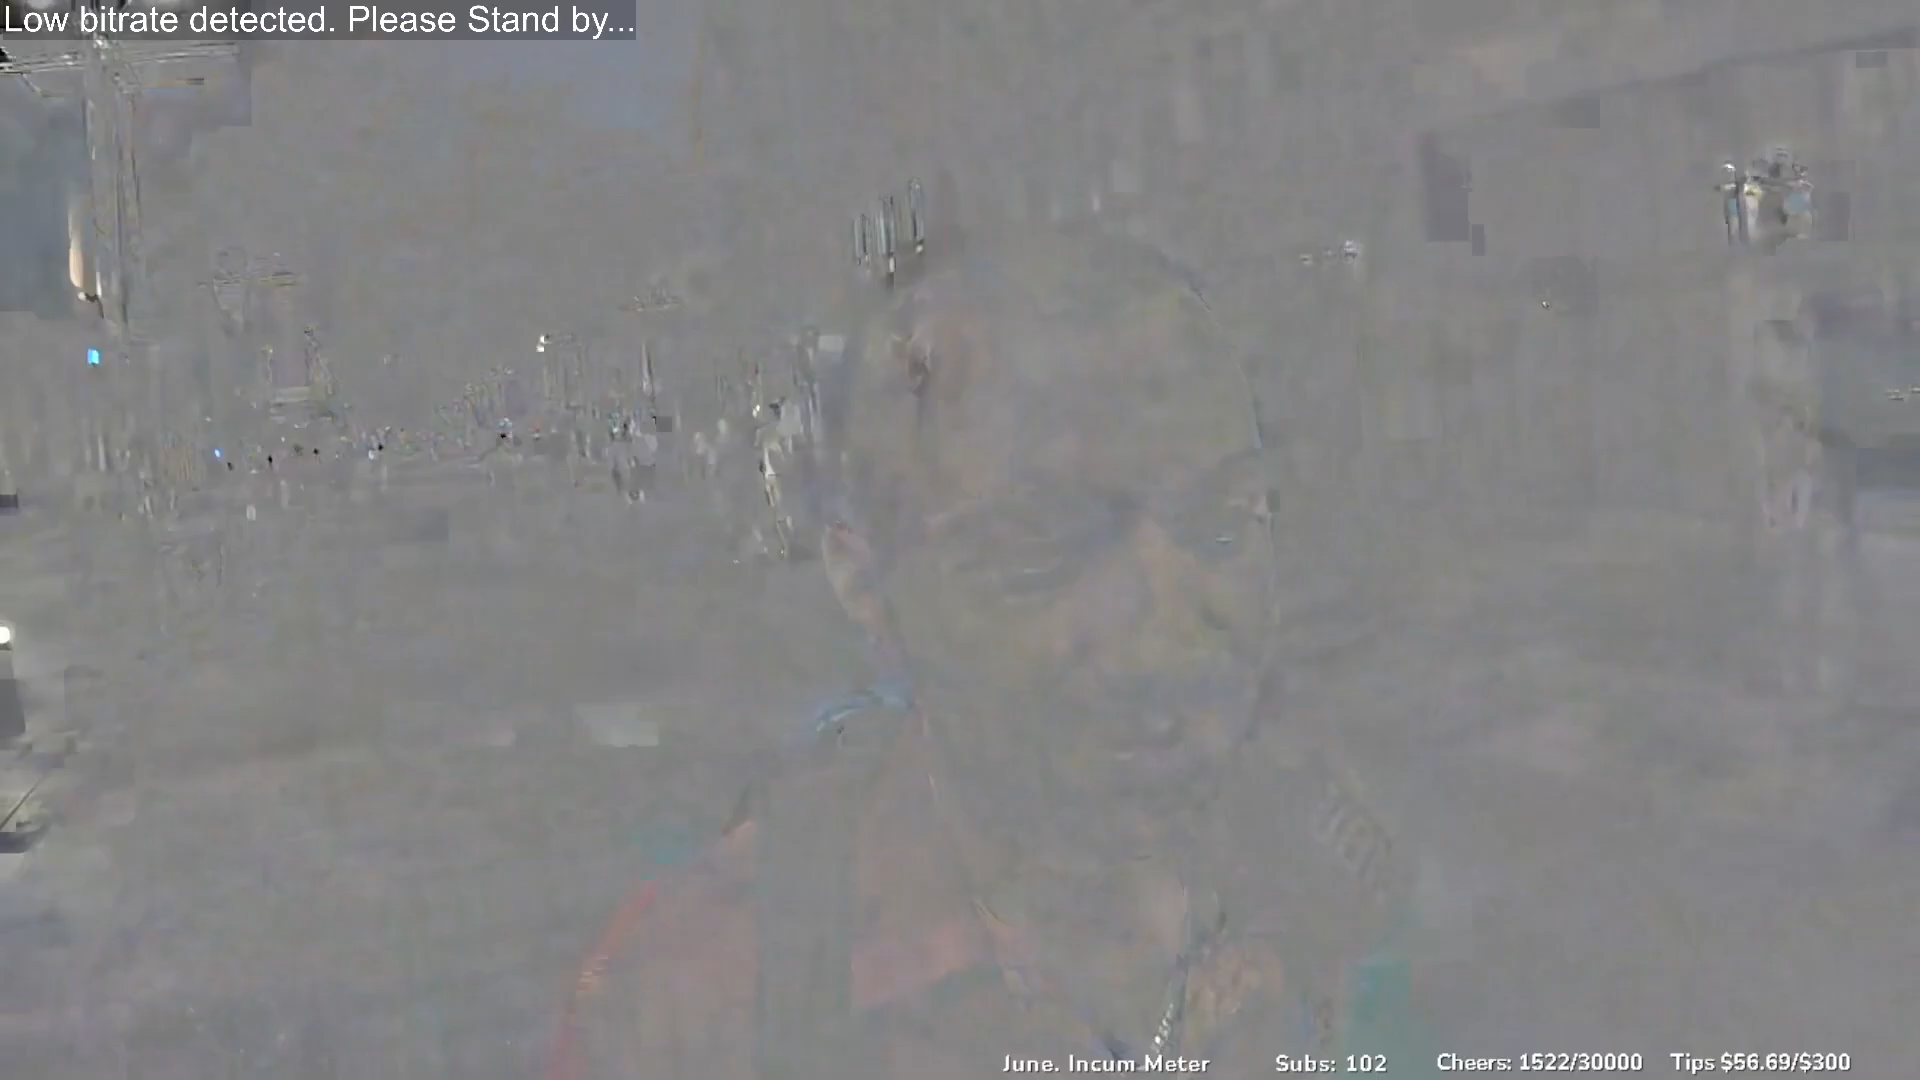 Low bitrate detected. Please Stand by...
June. Incum Meter Subs: 102 Cheers: 1522/30000 Tips $56.69/$300